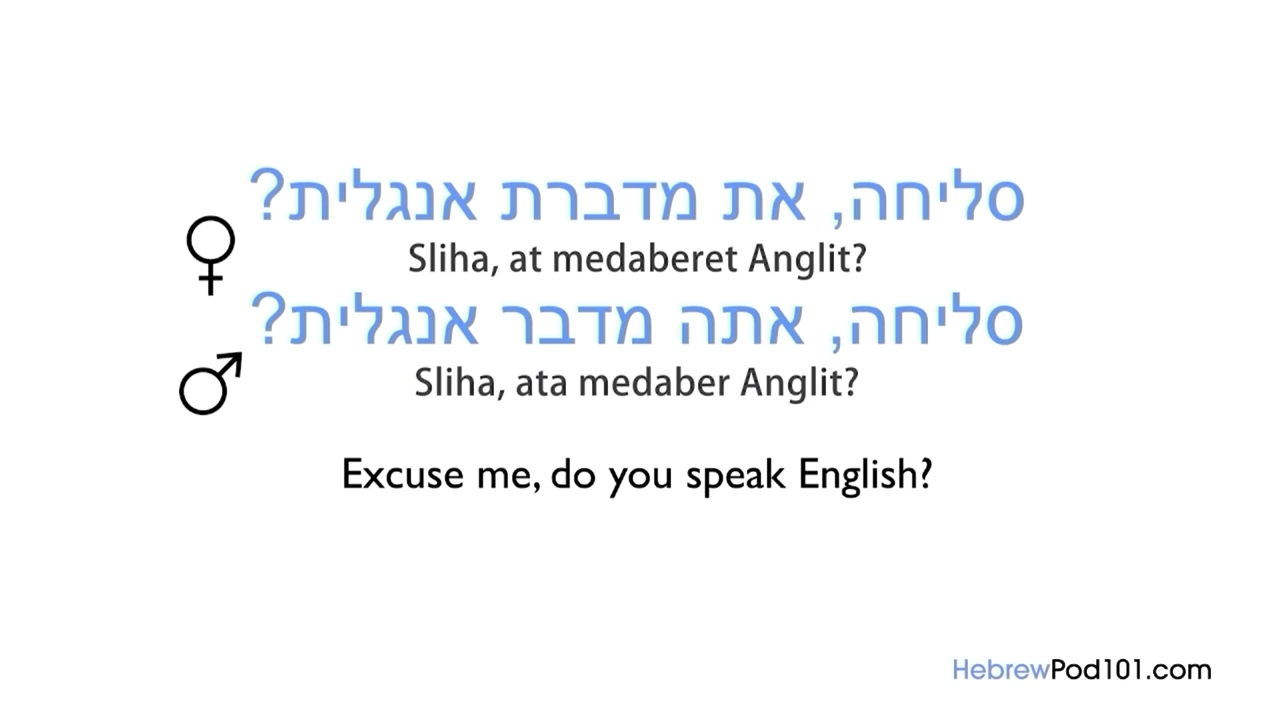 סליחה, את מדברת אנגלית?
Sliha, at medaberet Anglit?
סליחה, אתה מדבר אנגלית?
Sliha, ata medaber Anglit?
Excuse me, do you speak English?
HebrewPod101.com